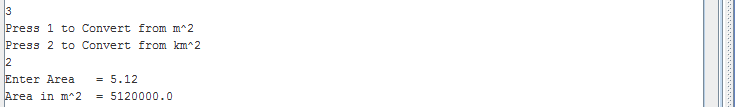 3
Press 1 to Convert from m^2
Press 2 to Convert from km^2
2
Enter Area   = 5.12
Area in m^2  = 5120000.0